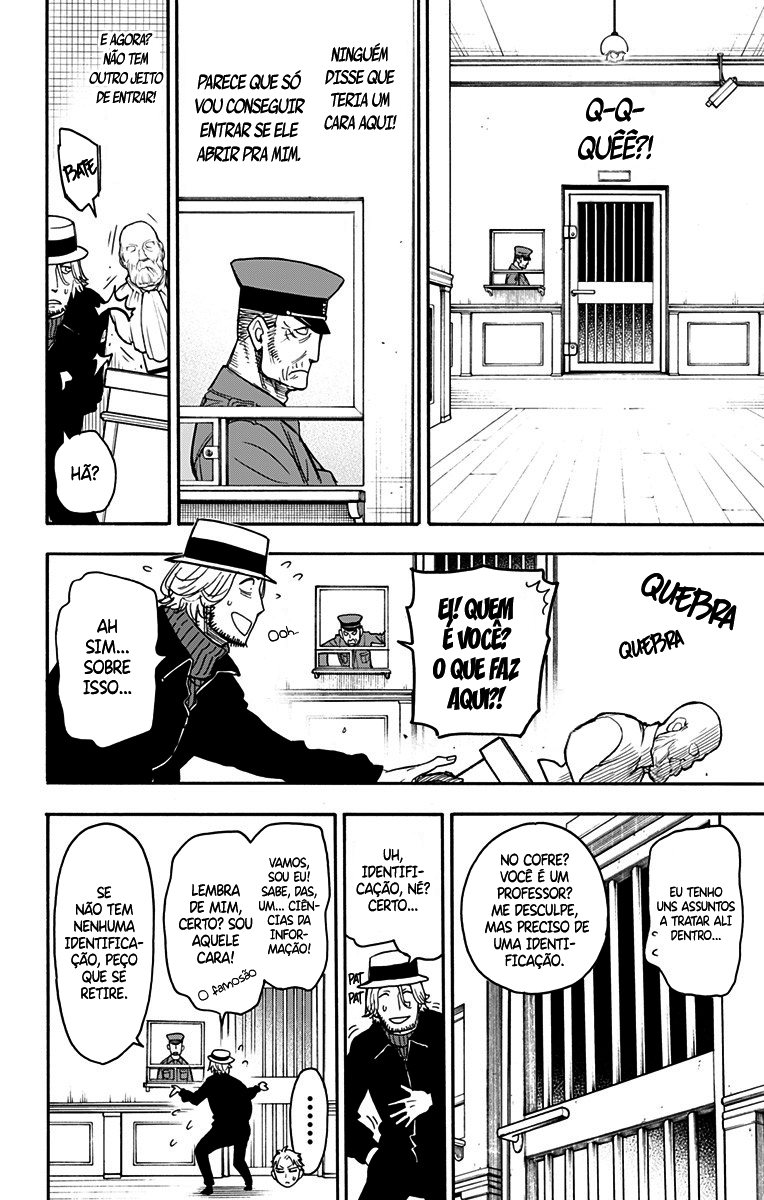 Q-Q-
QUÊÊ?!
NINGUÉM
DISSE QUE
TERIA UM
CARA AQUI!
PARECE QUE SÓ
VOU CONSEGUIR
ENTRAR SE ELE
ABRIR PRA MIM.
E AGORA?
NÃO TEM
OUTRO JEITO
DE ENTRAR!
BATE
HÃ?
QUEBRA
QUEBRA
EI! QUEM
É VOCÊ?
O QUE FAZ
AQUI?!
Ooh...
AH
SIM...
SOBRE
ISSO...
EU TENHO
UNS ASSUNTOS
A TRATAR ALI
DENTRO...
NO COFRE?
VOCÊ É UM
PROFESSOR?
ME DESCULPE,
MAS PRECISO DE
UMA IDENTI-
FICAÇÃO.
UH,
IDENTIFI-
CAÇÃO, NÉ?
CERTO...
PAT
PAT
PAT
VAMOS,
SOU EU!
SABE, DAS,
UM... CIÊN-
CIAS DA
INFOR-
MAÇÃO!
LEMBRA
DE MIM,
CERTO? SOU
AQUELE
CARA!
O famosão
SE
NÃO TEM
NENHUMA
IDENTIFICA-
ÇÃO, PEÇO
QUE SE
RETIRE.
......